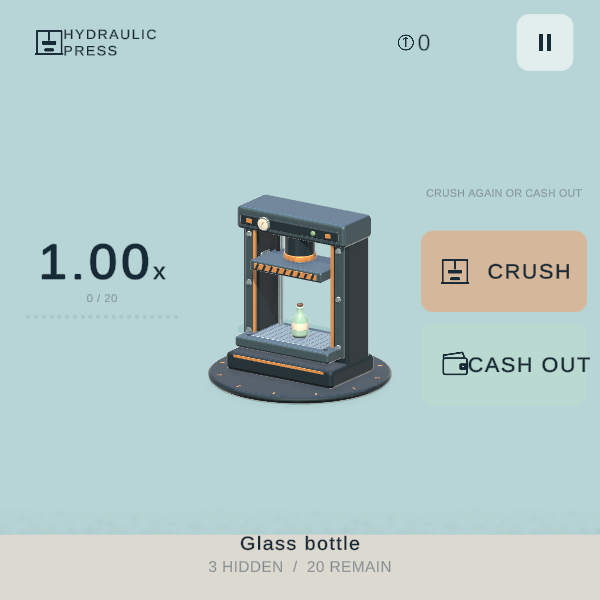 HYDRAULIC
PRESS
0
CRUSH AGAIN OR CASH OUT
1.00x
0 / 20
CRUSH
CASH OUT
Glass bottle
3 HIDDEN / 20 REMAIN